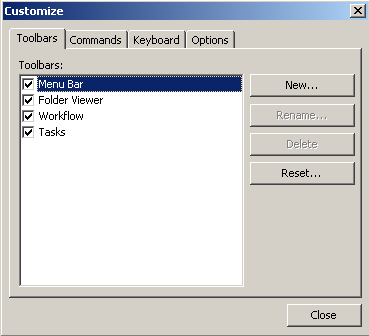 Customize
Toolbars Commands Keyboard Options
Toolbars:
Menu Bar
Folder Viewer
Workflow
Tasks
New...
Rename...
Delete
Reset...
Close